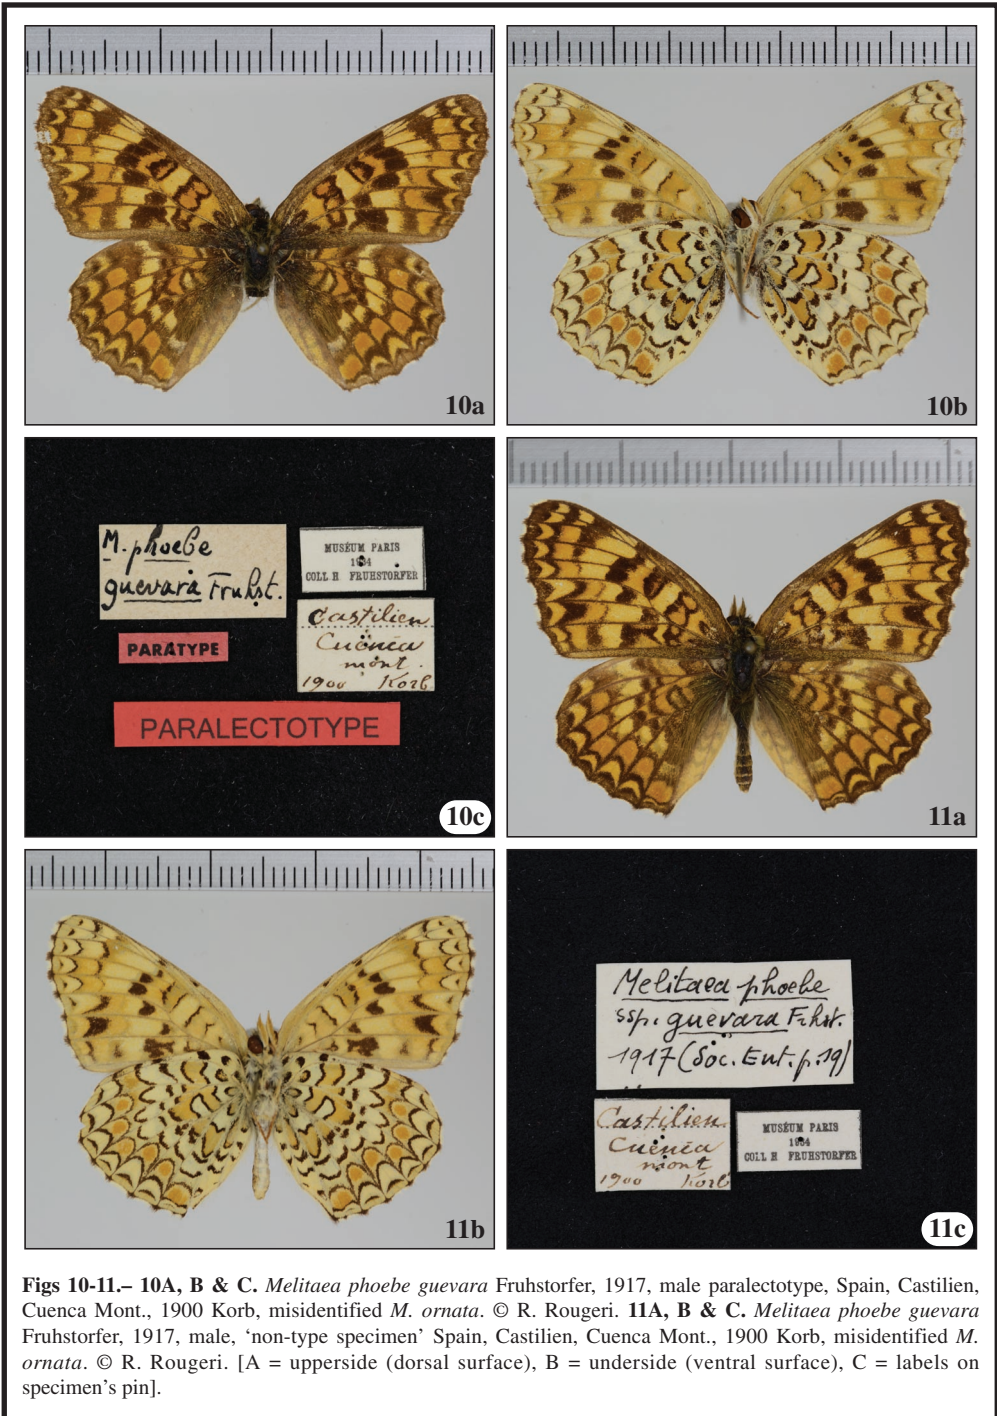 10a
10b
M. phoebe
guevara Fruhst.
MUSÉUM PARIS
1934
COLL H FRUHSTORFER
PARATYPE
Castilien
Cuenca
mont.
1900 Korb
PARALECTOTYPE
10c
11a
11b
Melitaea phoebe
ssp. guevara Frhst.
1917 (Soc. Ent. p. 19)
Castilien
Cuenca
mont
1900 Korb
MUSÉUM PARIS
1934
COLL H FRUHSTORFER
11c
Figs 10-11.– 10A, B & C. Melitaea phoebe guevara Fruhstorfer, 1917, male paralectotype, Spain, Castilien,
Cuenca Mont., 1900 Korb, misidentified M. ornata. © R. Rougeri. 11A, B & C. Melitaea phoebe guevara
Fruhstorfer, 1917, male, ‘non-type specimen’ Spain, Castilien, Cuenca Mont., 1900 Korb, misidentified M.
ornata. © R. Rougeri. [A = upperside (dorsal surface), B = underside (ventral surface), C = labels on
specimen’s pin].